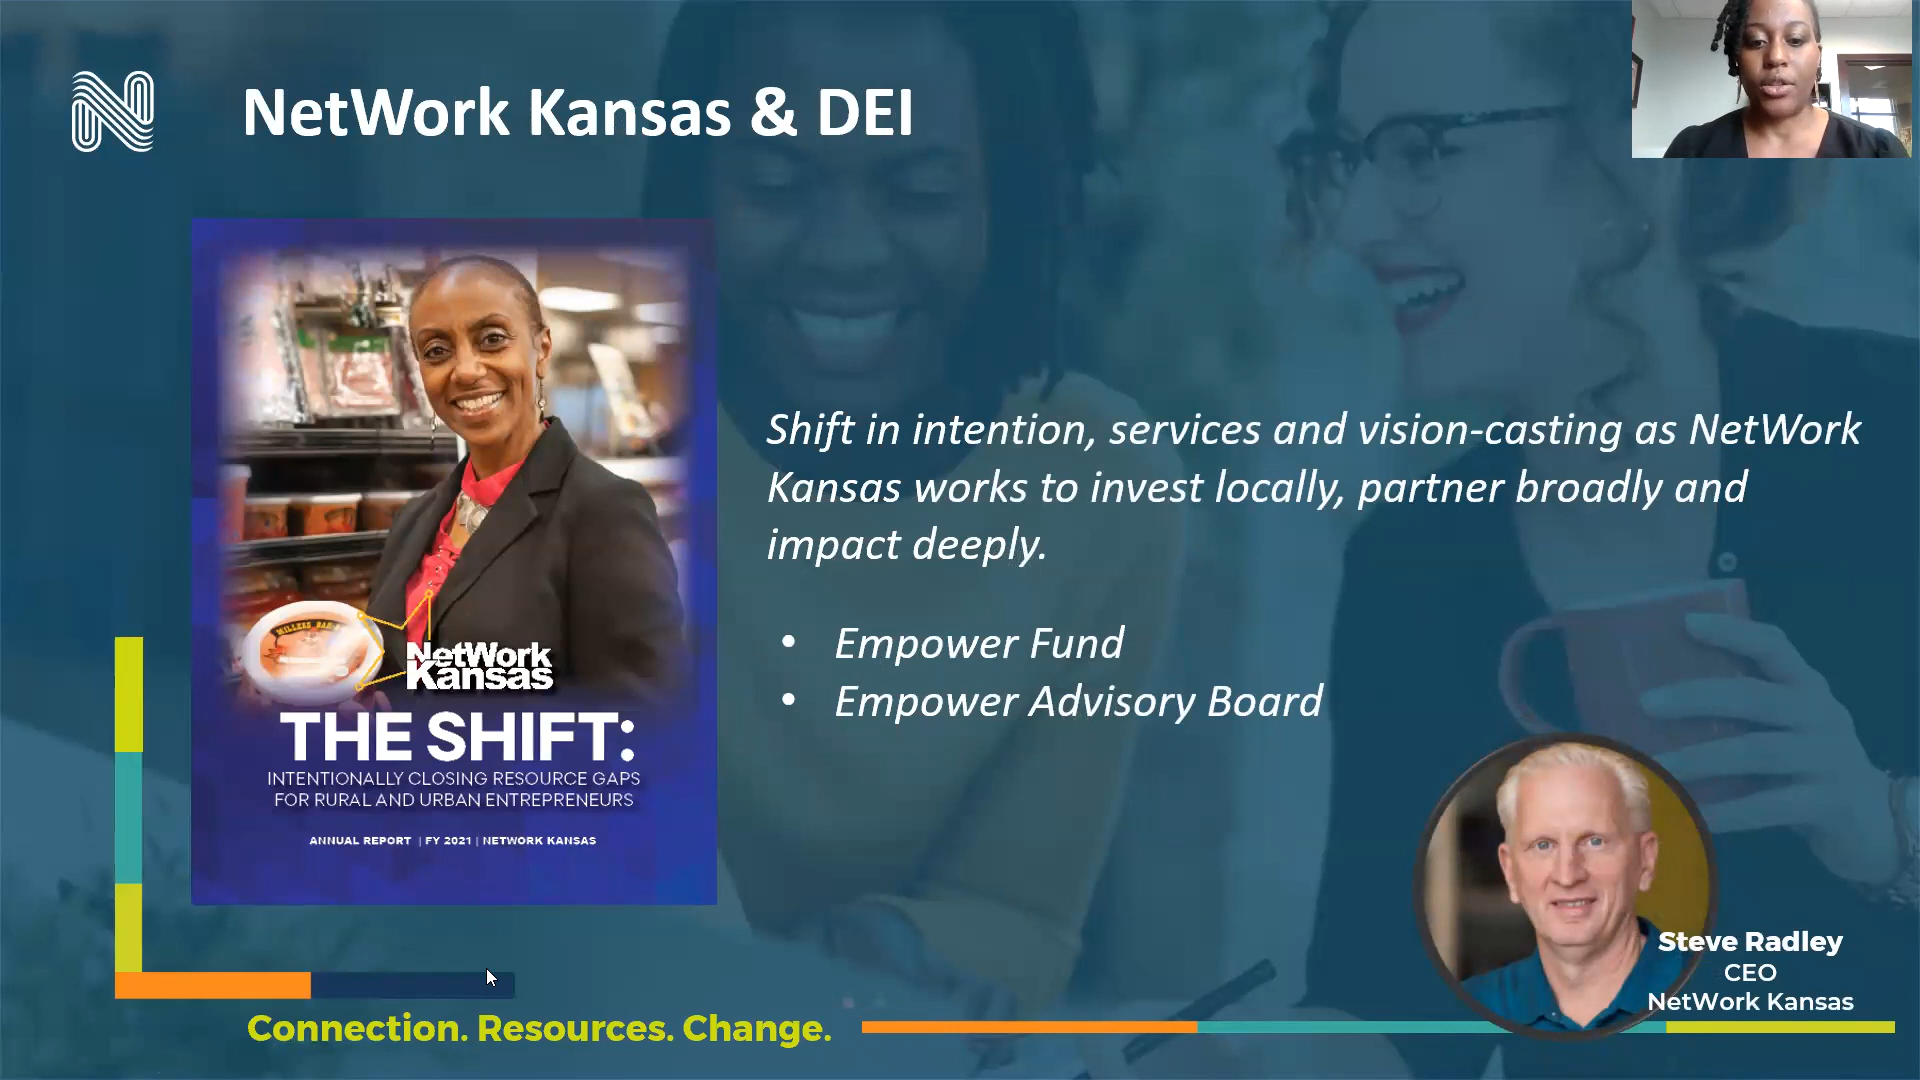 NetWork Kansas & DEI
Shift in intention, services and vision-casting as NetWork
Kansas works to invest locally, partner broadly and
impact deeply.
• Empower Fund
• Empower Advisory Board
NetWork
Kansas
THE SHIFT:
INTENTIONALLY CLOSING RESOURCE GAPS
FOR RURAL AND URBAN ENTREPRENEURS
ANNUAL REPORT | FY 2021 | NETWORK KANSAS
Steve Radley
CEO
NetWork Kansas
Connection. Resources. Change.